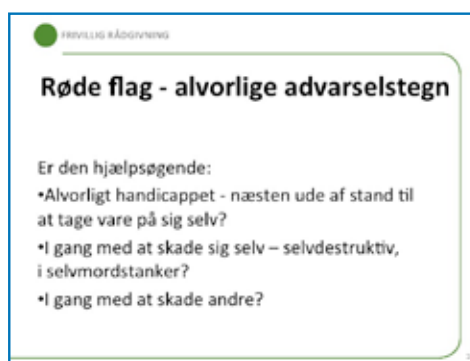 FRIVILLIG RÅDGIVNING
Røde flag - alvorlige advarselstegn
Er den hjælpsøgende:
•Alvorligt handicappet - næsten ude af stand til
at tage vare på sig selv?
•I gang med at skade sig selv – selvdestruktiv,
i selvmordstanker?
•I gang med at skade andre?